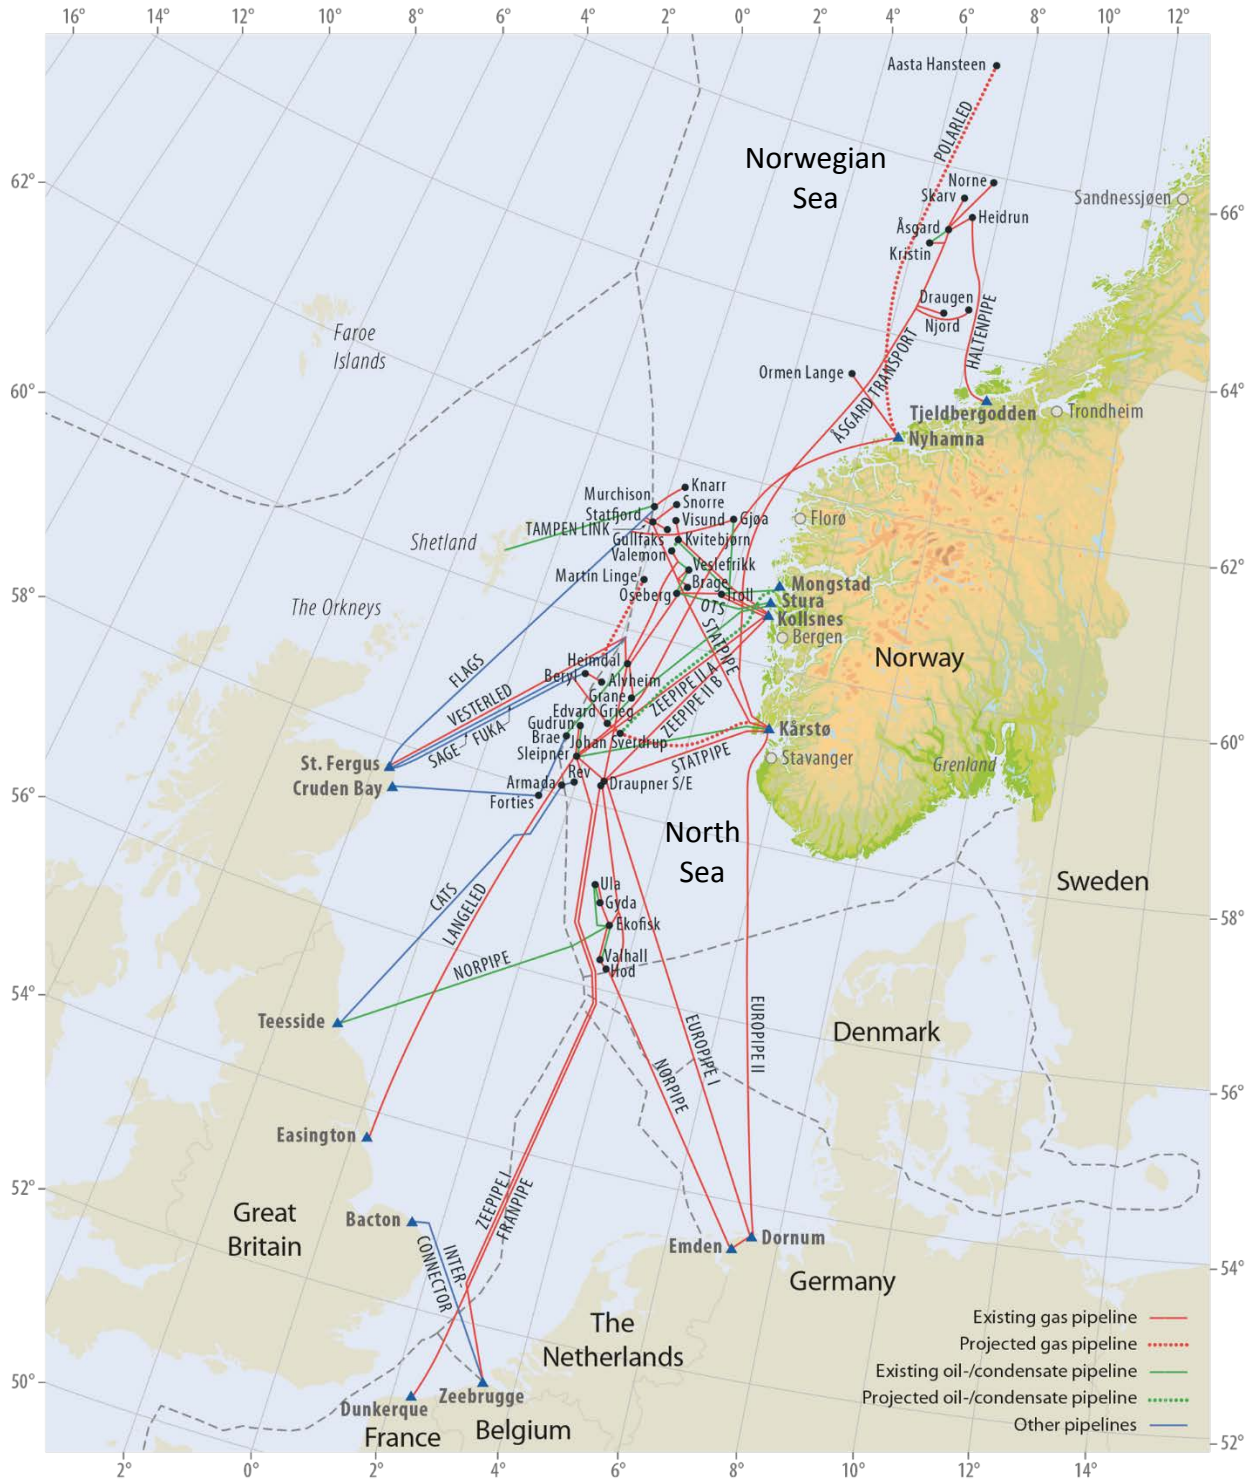 16° 14° 12° 10° 8° 6° 4° 2° 0° 2° 4° 6° 8° 10° 12°
Aasta Hansteen
POLARLED
Norwegian
Sea
62°
Norne
Skarv
Sandnessjøen
66°
Heidrun
Åsgard
Kristin
Draugen
Njord
HALTENPIPE
Faroe
Islands
ÅSGARD TRANSPORT
Ormen Lange
60°
64°
Tjeldbergodden
Trondheim
Nyhamna
Knarr
Murchison
Snorre
Statfjord
Visund
Gjøa
Florø
TAMPEN LINK
Gullfaks
Kvitebjørn
Valemon
Shetland
Veslefrikk
62°
Martin Linge
Brage
Mongstad
Oseberg
Troll
Stura
OTS
Kollsnes
58°
The Orkneys
Bergen
STATPIPE
Norway
FLAGS
Heimdal
Beryl
Alvheim
ZEEPIPE II A
VESTERLED
Grane
ZEEPIPE II B
Edvard Grieg
SAGE
FUKA
Gudrun
Brae
Johan Sverdrup
Kårstø
60°
Sleipner
STATPIPE
Stavanger
Grenland
St. Fergus
Rev
Cruden Bay
Armada
Draupner S/E
Forties
56°
North
Sea
Sweden
CATS
LANGELED
Ula
Gyda
58°
Ekofisk
NORPIPE
Valhall
Hod
54°
Teesside
EUROPIPE I
EUROPIPE II
Denmark
NORPIPE
56°
Easington
52°
ZEEPIPE I
FRANPIPE
Great
Britain
Bacton
INTER-
CONNECTOR
Emden
Dornum
54°
Germany
The
Netherlands
Existing gas pipeline
Projected gas pipeline
Existing oil-/condensate pipeline
Projected oil-/condensate pipeline
Other pipelines
50°
Zeebrugge
Dunkerque
Belgium
France
52°
2° 0° 2° 4° 6° 8° 10° 12° 14°